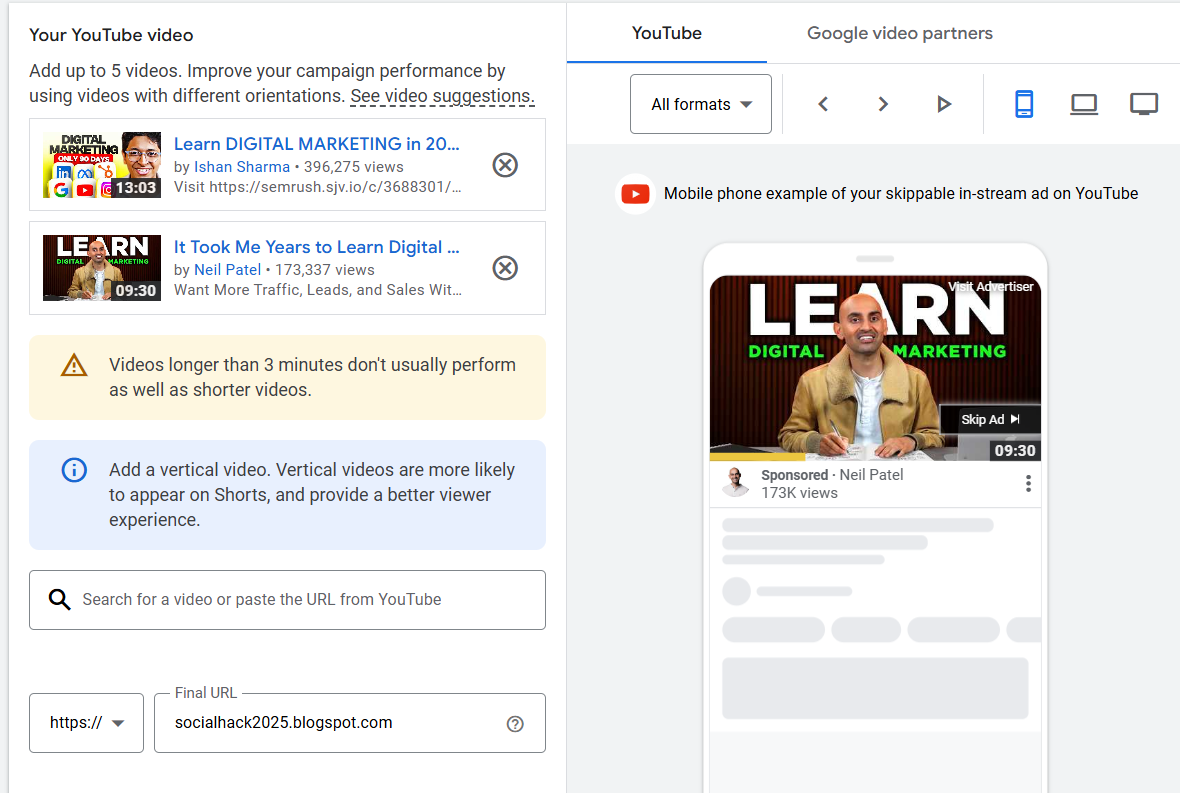 Your YouTube video
Add up to 5 videos. Improve your campaign performance by
using videos with different orientations. See video suggestions.
DIGITAL
MARKETING
ONLY 90 DAYS
13:03
Learn DIGITAL MARKETING in 20...
by Ishan Sharma • 396,275 views
Visit https://semrush.sjv.io/c/3688301/...
LEARN
DIGITAL MARKETING
09:30
It Took Me Years to Learn Digital ...
by Neil Patel • 173,337 views
Want More Traffic, Leads, and Sales Wit...
Videos longer than 3 minutes don't usually perform
as well as shorter videos.
Add a vertical video. Vertical videos are more likely
to appear on Shorts, and provide a better viewer
experience.
Search for a video or paste the URL from YouTube
https://
Final URL
socialhack2025.blogspot.com
YouTube
Google video partners
All formats
Mobile phone example of your skippable in-stream ad on YouTube
Visit Advertiser
LEARN
DIGITAL MARKETING
Skip Ad
09:30
Sponsored · Neil Patel
173K views